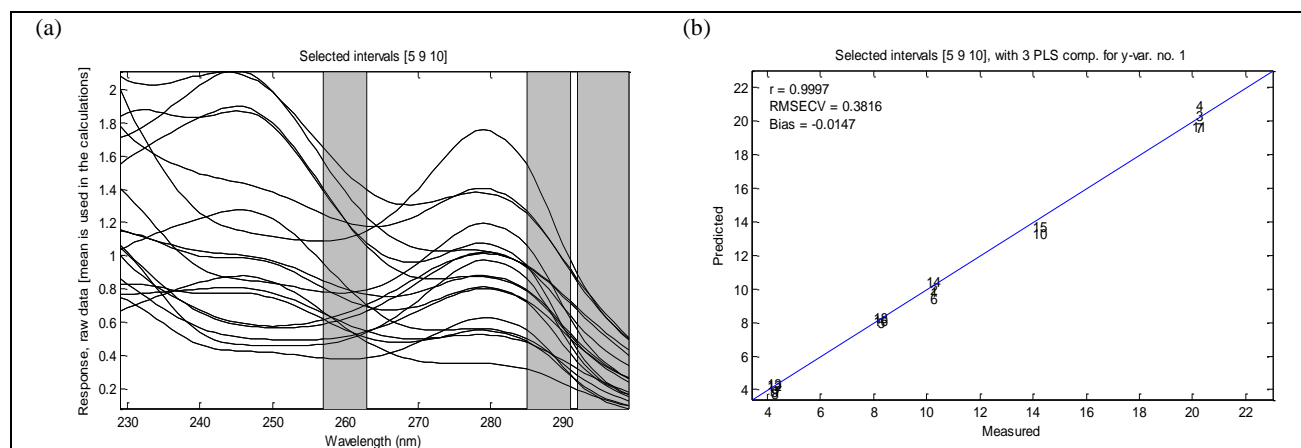 (a)
Selected intervals [5 9 10]
Response, raw data [mean is used in the calculations]
2
1.8
1.6
1.4
1.2
1
0.8
0.6
0.4
0.2
230 240 250 260 270 280 290
Wavelength (nm)
(b)
Selected intervals [5 9 10], with 3 PLS comp. for y-var. no. 1
r = 0.9997
RMSECV = 0.3816
Bias = -0.0147
Predicted
22
20
18
16
14
12
10
8
6
4
4 6 8 10 12 14 16 18 20 22
Measured
4
3
15
10
14
6